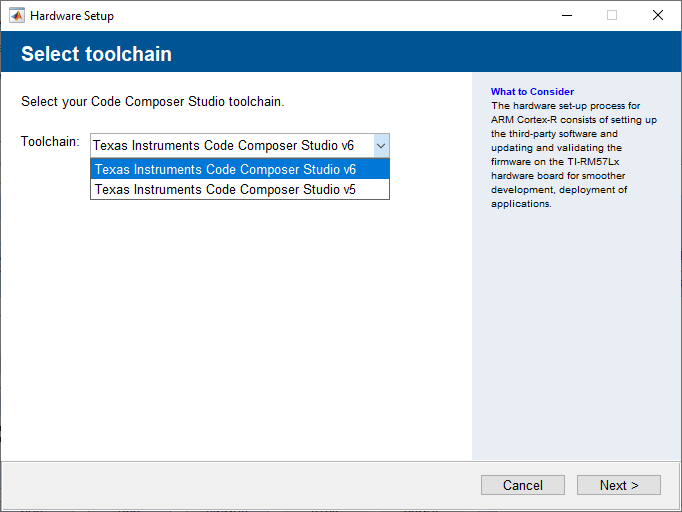 Hardware Setup
Select toolchain
Select your Code Composer Studio toolchain.
Toolchain:
Texas Instruments Code Composer Studio v6
Texas Instruments Code Composer Studio v6
Texas Instruments Code Composer Studio v5
What to Consider
The hardware set-up process for
ARM Cortex-R consists of setting up
the third-party software and
updating and validating the
firmware on the TI-RM57Lx
hardware board for smoother
development, deployment of
applications.
Cancel
Next >